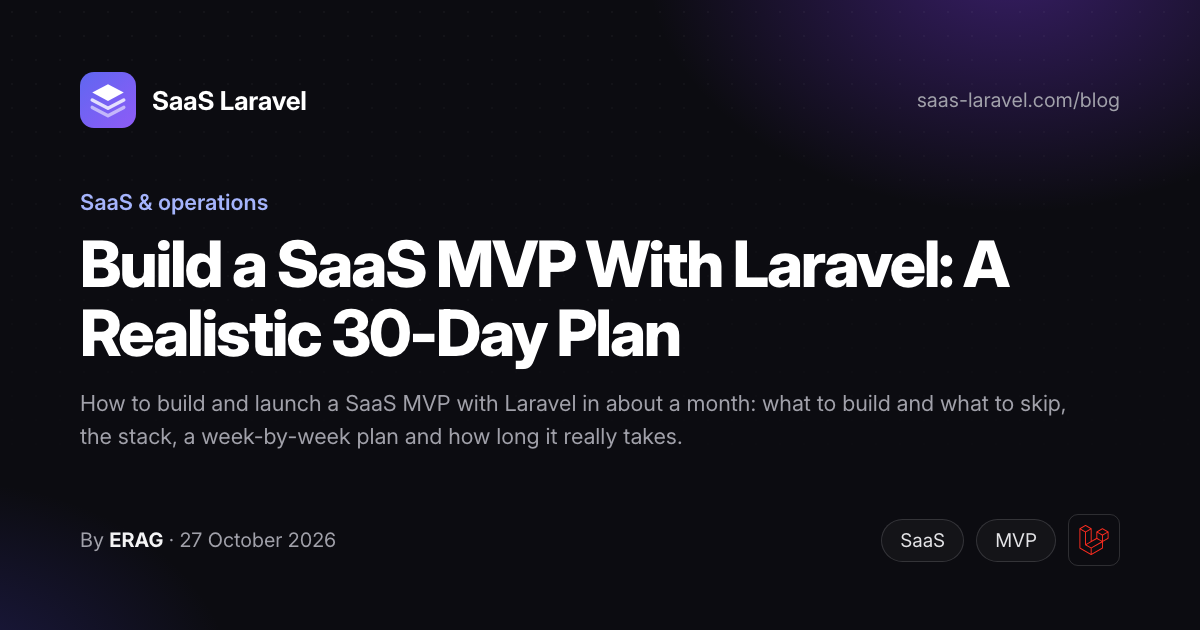 SaaS Laravel
saas-laravel.com/blog
SaaS & operations
Build a SaaS MVP With Laravel: A
Realistic 30-Day Plan
How to build and launch a SaaS MVP with Laravel in about a month: what to build and what to skip,
the stack, a week-by-week plan and how long it really takes.
By ERAG · 27 October 2026
SaaS
MVP